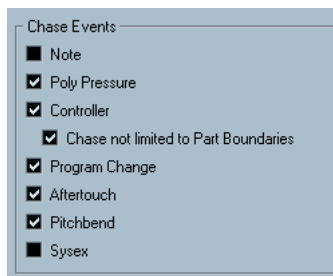 Chase Events
Note
Poly Pressure
Controller
Chase not limited to Part Boundaries
Program Change
Aftertouch
Pitchbend
Sysex